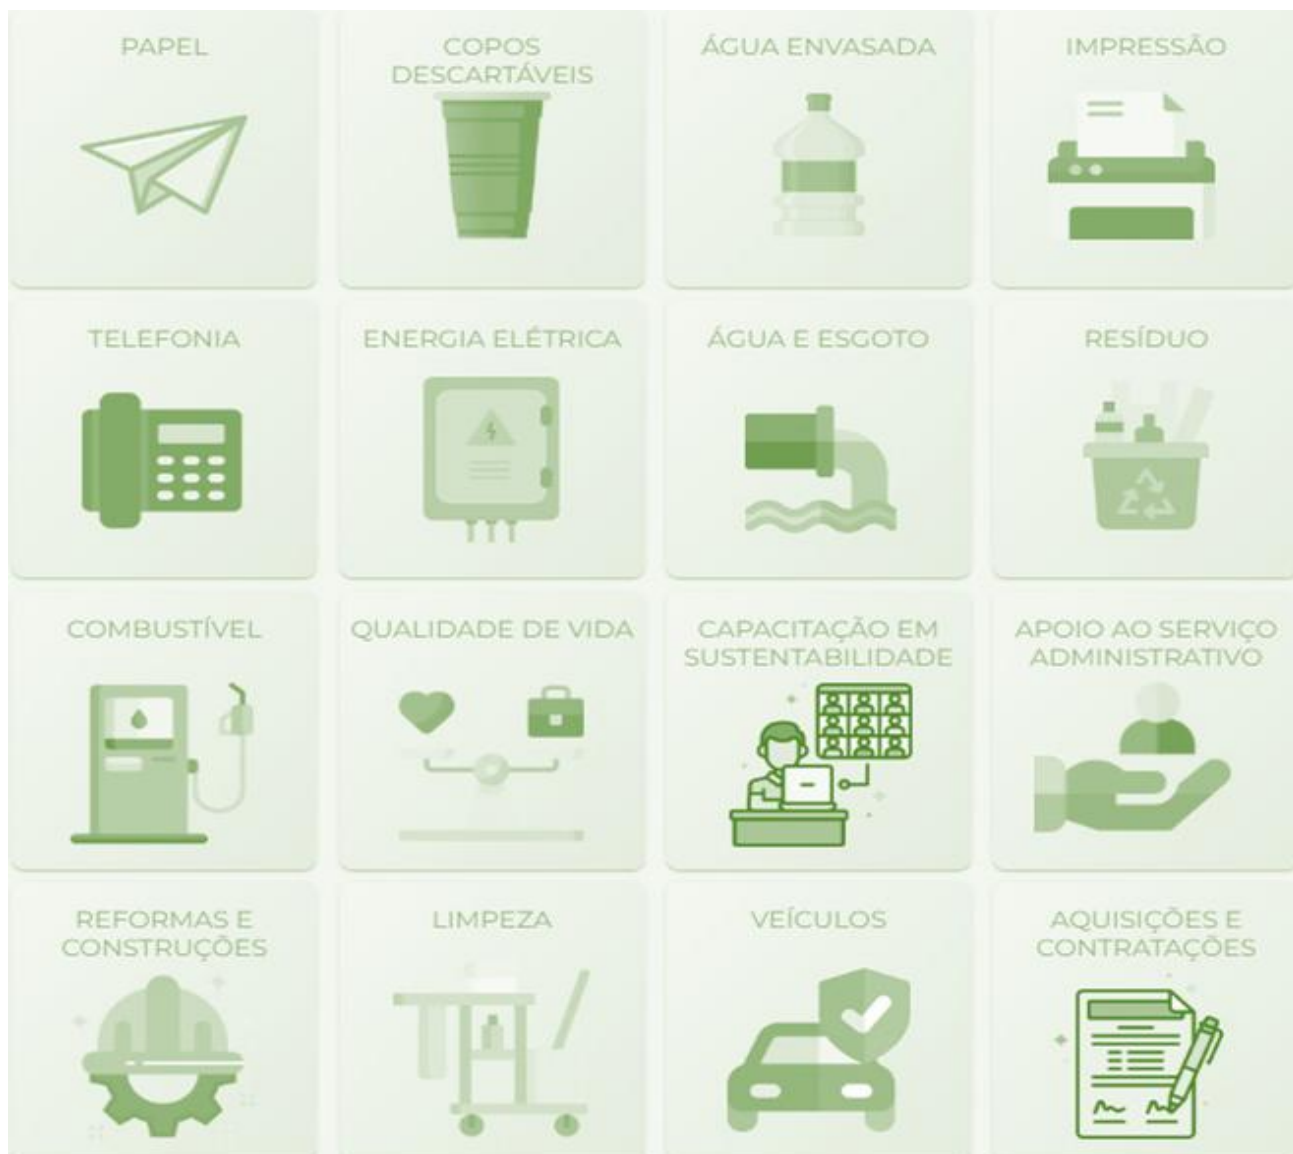 PAPEL
COPOS
DESCARTÁVEIS
ÁGUA ENVASADA
IMPRESSÃO
TELEFONIA
ENERGIA ELÉTRICA
ÁGUA E ESGOTO
RESÍDUO
COMBUSTÍVEL
QUALIDADE DE VIDA
CAPACITAÇÃO EM
SUSTENTABILIDADE
APOIO AO SERVIÇO
ADMINISTRATIVO
REFORMAS E
CONSTRUÇÕES
LIMPEZA
VEÍCULOS
AQUISIÇÕES E
CONTRATAÇÕES